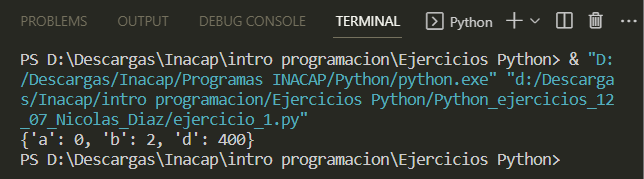 PROBLEMS OUTPUT DEBUG CONSOLE TERMINAL Python
PS D:\Descargas\Inacap\intro programacion\Ejercicios Python> & "D:
/Descargas/Inacap/Programas INACAP/Python/python.exe" "d:/Descarga
s/Inacap/intro programacion/Ejercicios Python/Python_ejercicios_12
_07_Nicolas_Diaz/ejercicio_1.py"
{'a': 0, 'b': 2, 'd': 400}
PS D:\Descargas\Inacap\intro programacion\Ejercicios Python>